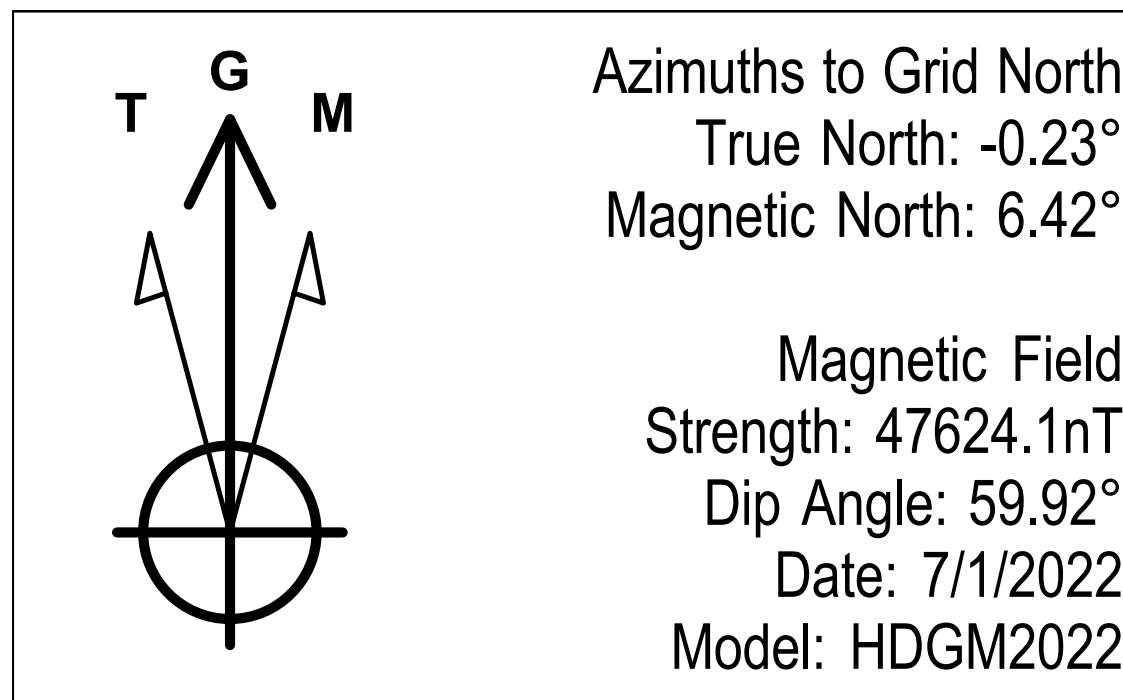 T G M
Azimuths to Grid North
True North: -0.23°
Magnetic North: 6.42°
Magnetic Field
Strength: 47624.1nT
Dip Angle: 59.92°
Date: 7/1/2022
Model: HDGM2022